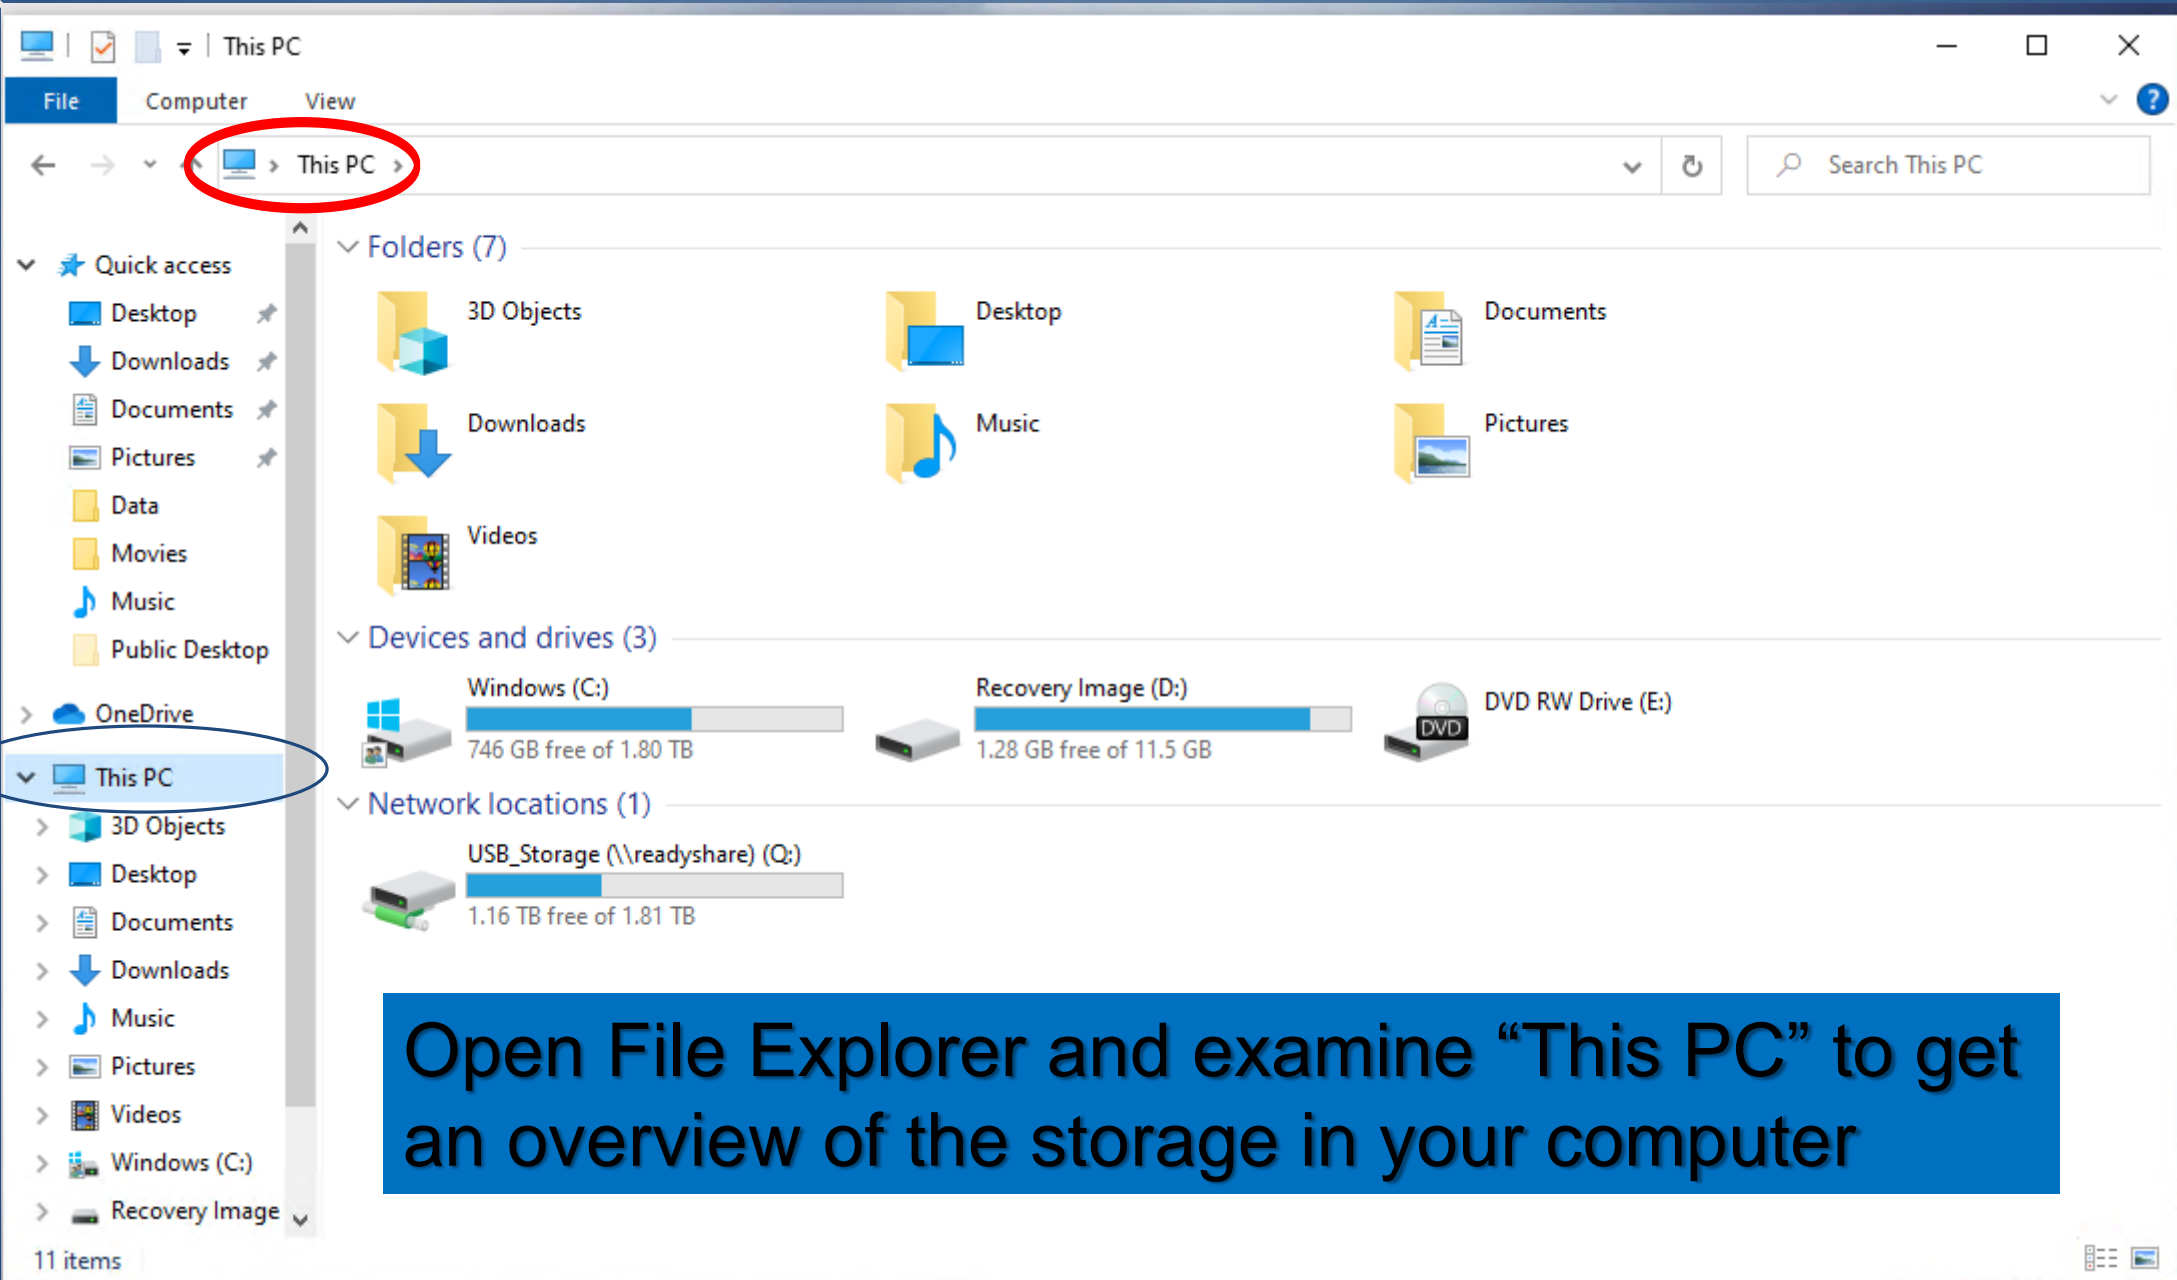 This PC
File Computer View
This PC
Search This PC
Quick access
Desktop
Downloads
Documents
Pictures
Data
Movies
Music
Public Desktop
OneDrive
This PC
3D Objects
Desktop
Documents
Downloads
Music
Pictures
Videos
Windows (C:)
Recovery Image
Folders (7)
3D Objects
Desktop
Documents
Downloads
Music
Pictures
Videos
Devices and drives (3)
Windows (C:)
746 GB free of 1.80 TB
Recovery Image (D:)
1.28 GB free of 11.5 GB
DVD
DVD RW Drive (E:)
Network locations (1)
USB_Storage (\\readyshare) (Q:)
1.16 TB free of 1.81 TB
Open File Explorer and examine “This PC” to get
an overview of the storage in your computer
11 items